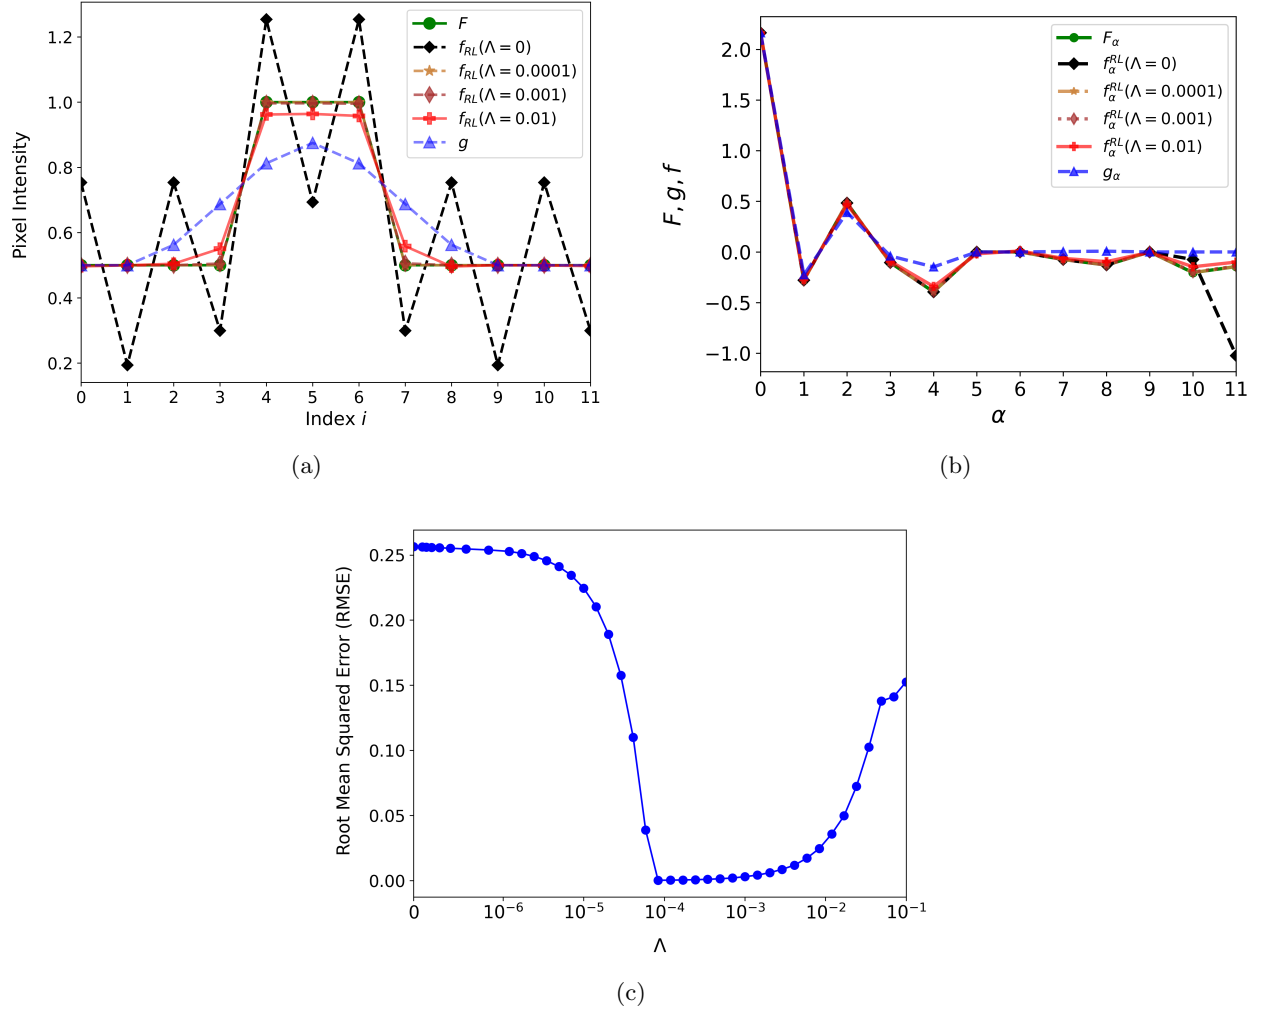 1.2
1.0
0.8
0.6
0.4
0.2
Pixel Intensity
0 1 2 3 4 5 6 7 8 9 10 11
Index i
F
f_RL(Λ = 0)
f_RL(Λ = 0.0001)
f_RL(Λ = 0.001)
f_RL(Λ = 0.01)
g
(a)
2.0
1.5
1.0
0.5
0.0
−0.5
−1.0
F, g, f
0 1 2 3 4 5 6 7 8 9 10 11
α
F_α
f_α^RL(Λ = 0)
f_α^RL(Λ = 0.0001)
f_α^RL(Λ = 0.001)
f_α^RL(Λ = 0.01)
g_α
(b)
0.25
0.20
0.15
0.10
0.05
0.00
Root Mean Squared Error (RMSE)
0 10⁻⁶ 10⁻⁵ 10⁻⁴ 10⁻³ 10⁻² 10⁻¹
Λ
(c)